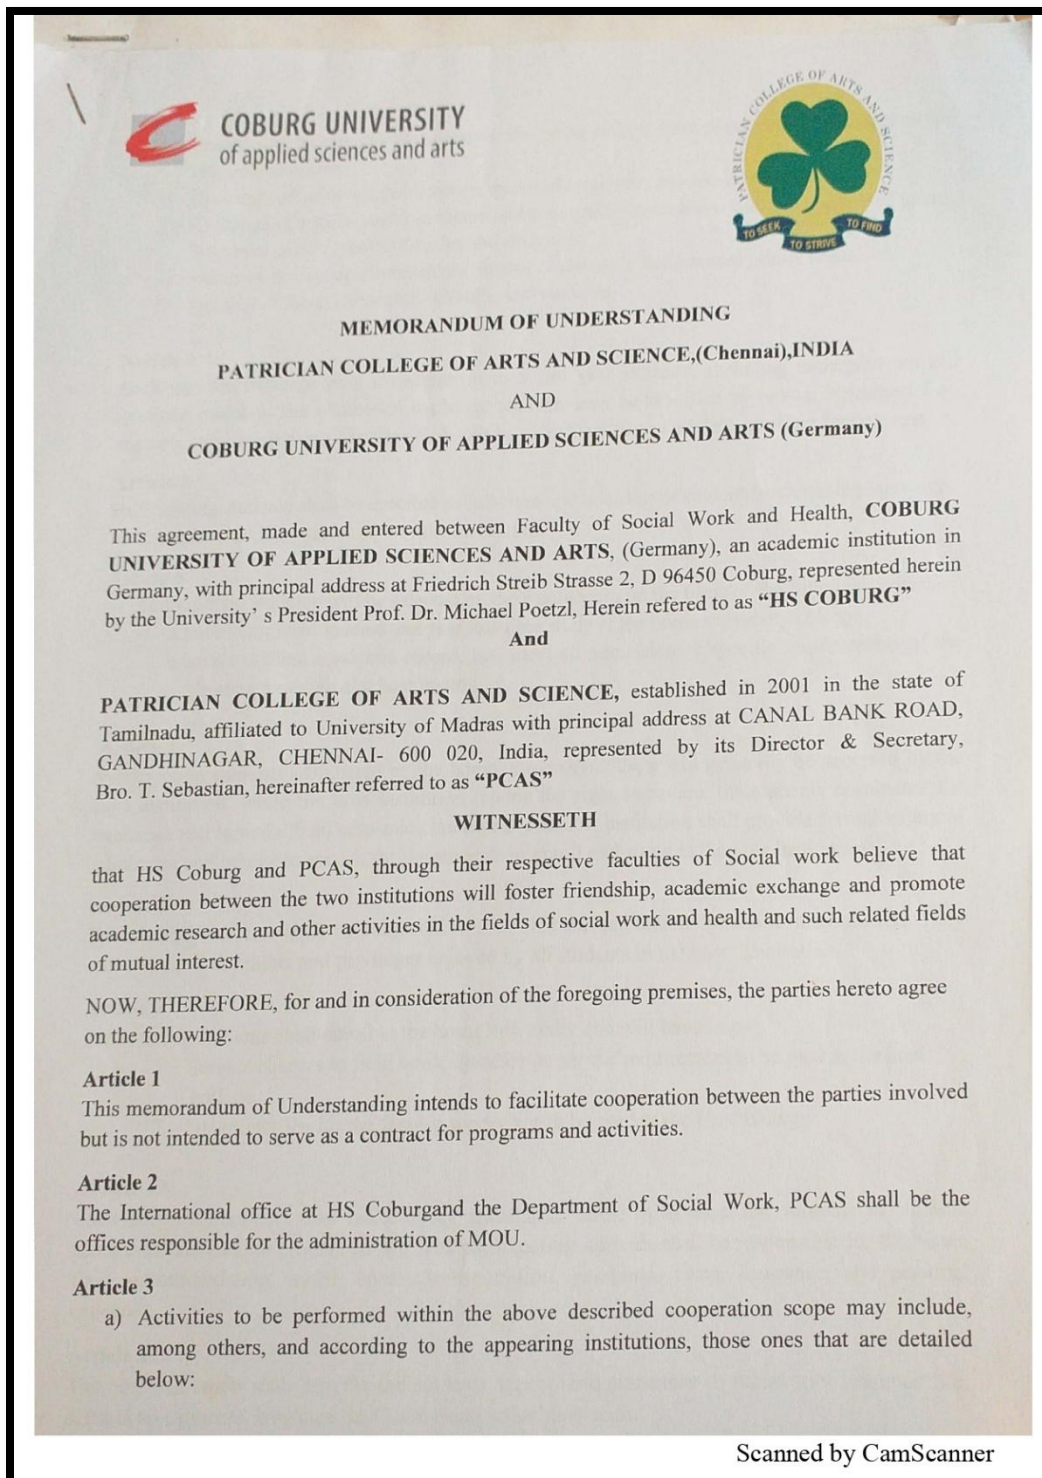 COBURG UNIVERSITY
of applied sciences and arts
PATRICIAN COLLEGE OF ARTS AND SCIENCE
TO SEEK
TO STRIVE
TO FIND
MEMORANDUM OF UNDERSTANDING
PATRICIAN COLLEGE OF ARTS AND SCIENCE,(Chennai),INDIA
AND
COBURG UNIVERSITY OF APPLIED SCIENCES AND ARTS (Germany)
This agreement, made and entered between Faculty of Social Work and Health, COBURG
UNIVERSITY OF APPLIED SCIENCES AND ARTS, (Germany), an academic institution in
Germany, with principal address at Friedrich Streib Strasse 2, D 96450 Coburg, represented herein
by the University' s President Prof. Dr. Michael Poetzl, Herein refered to as “HS COBURG”
And
PATRICIAN COLLEGE OF ARTS AND SCIENCE, established in 2001 in the state of
Tamilnadu, affiliated to University of Madras with principal address at CANAL BANK ROAD,
GANDHINAGAR, CHENNAI- 600 020, India, represented by its Director & Secretary,
Bro. T. Sebastian, hereinafter referred to as “PCAS”
WITNESSETH
that HS Coburg and PCAS, through their respective faculties of Social work believe that
cooperation between the two institutions will foster friendship, academic exchange and promote
academic research and other activities in the fields of social work and health and such related fields
of mutual interest.
NOW, THEREFORE, for and in consideration of the foregoing premises, the parties hereto agree
on the following:
Article 1
This memorandum of Understanding intends to facilitate cooperation between the parties involved
but is not intended to serve as a contract for programs and activities.
Article 2
The International office at HS Coburgand the Department of Social Work, PCAS shall be the
offices responsible for the administration of MOU.
Article 3
a) Activities to be performed within the above described cooperation scope may include,
among others, and according to the appearing institutions, those ones that are detailed
below:
Scanned by CamScanner